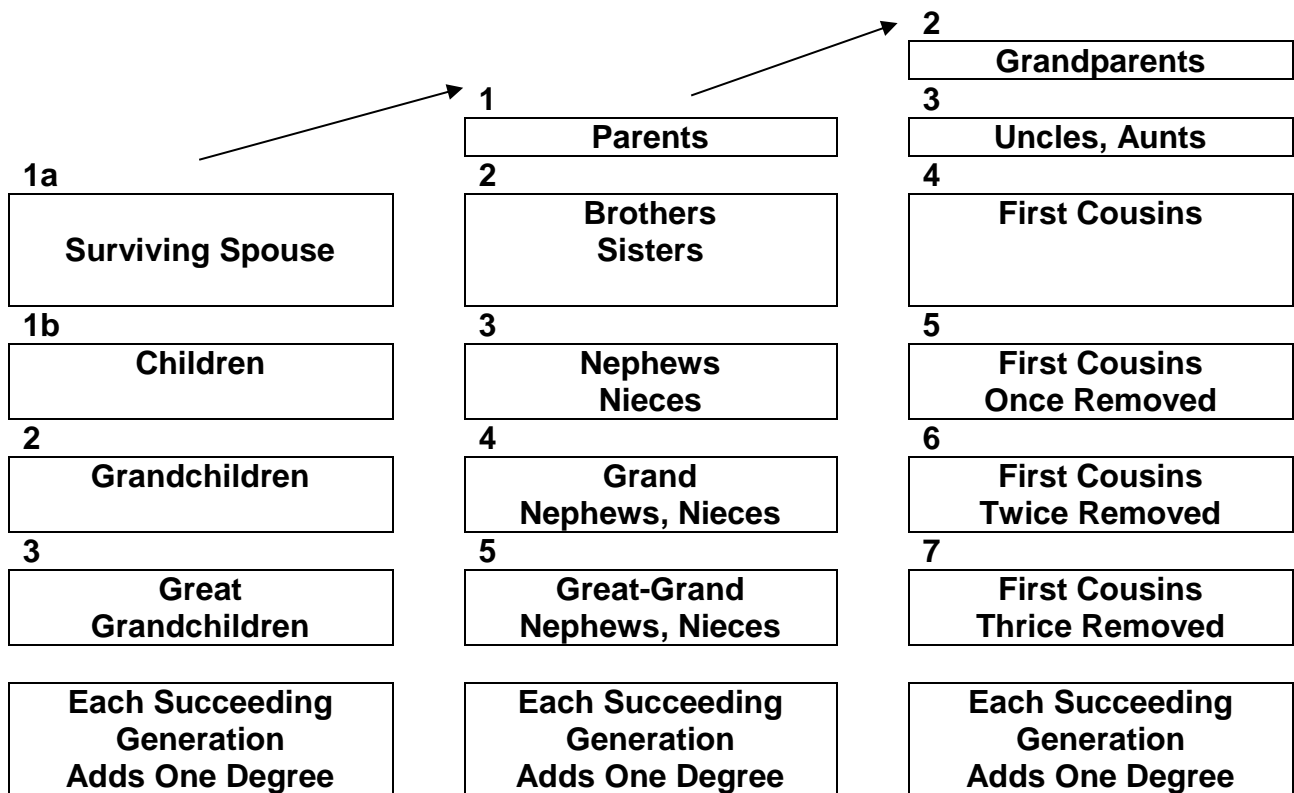 1a
Surviving Spouse
1b
Children
2
Grandchildren
3
Great
Grandchildren
Each Succeeding
Generation
Adds One Degree
1
Parents
2
Brothers
Sisters
3
Nephews
Nieces
4
Grand
Nephews, Nieces
5
Great-Grand
Nephews, Nieces
Each Succeeding
Generation
Adds One Degree
2
Grandparents
3
Uncles, Aunts
4
First Cousins
5
First Cousins
Once Removed
6
First Cousins
Twice Removed
7
First Cousins
Thrice Removed
Each Succeeding
Generation
Adds One Degree